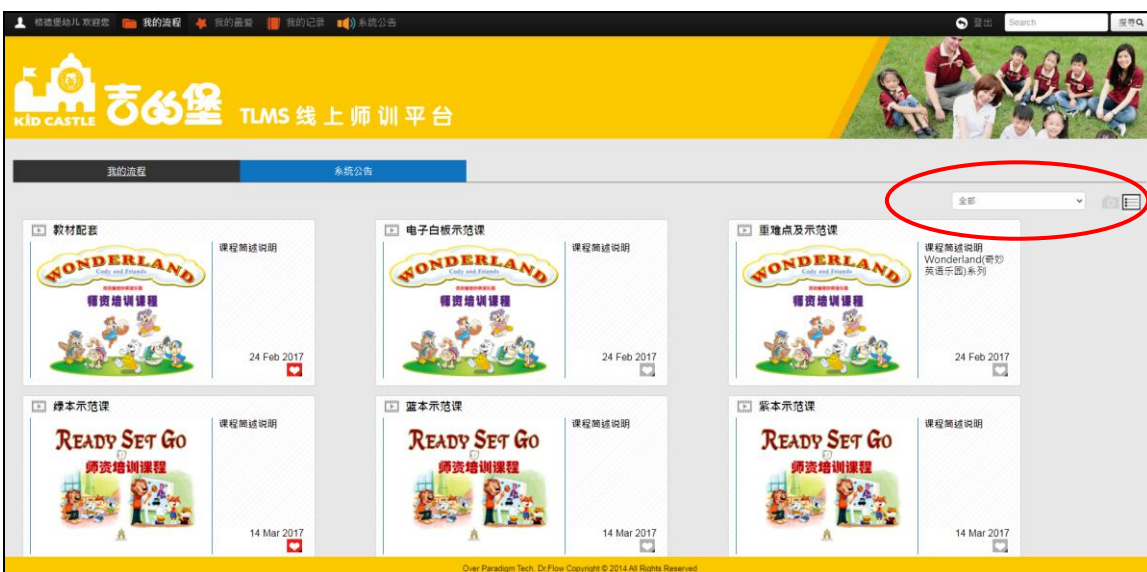 格德堡幼儿 欢迎您 我的流程 我的最爱 我的记录 系统公告 登出 Search 搜寻
KID CASTLE 吉的堡 TLMS 线上师训平台
我的流程 系统公告
全部
教材配套
WONDERLAND
Cody and Friends
师资培训课程
课程简述说明
24 Feb 2017
电子白板示范课
WONDERLAND
Cody and Friends
师资培训课程
课程简述说明
24 Feb 2017
重难点及示范课
WONDERLAND
Cody and Friends
师资培训课程
课程简述说明
Wonderland(奇妙
英语乐园)系列
24 Feb 2017
绿本示范课
READY SET GO
师资培训课程
课程简述说明
14 Mar 2017
蓝本示范课
READY SET GO
师资培训课程
课程简述说明
14 Mar 2017
紫本示范课
READY SET GO
师资培训课程
课程简述说明
14 Mar 2017
Over Paradigm Tech. Dr.Flow Copyright © 2014 All Rights Reserved